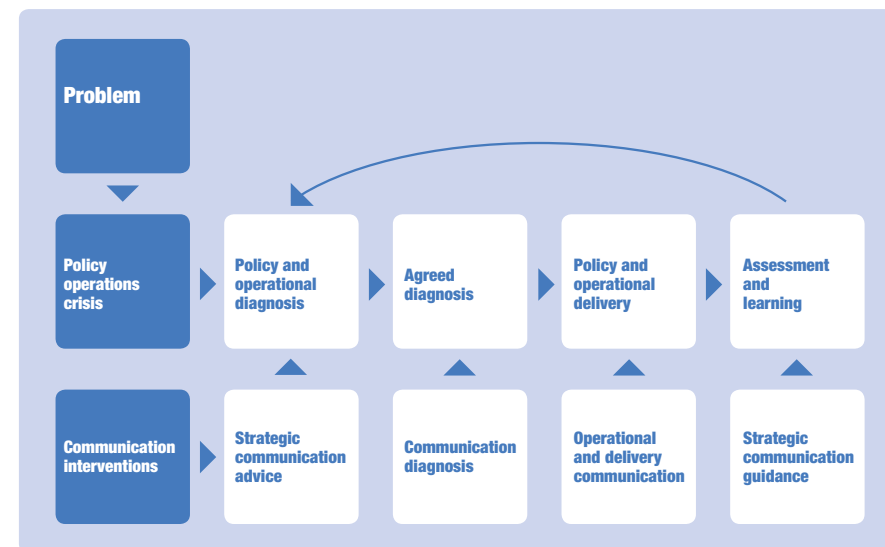 Problem
Policy
operations
crisis
Policy and
operational
diagnosis
Agreed
diagnosis
Policy and
operational
delivery
Assessment
and
learning
Communication
interventions
Strategic
communication
advice
Communication
diagnosis
Operational
and delivery
communication
Strategic
communication
guidance